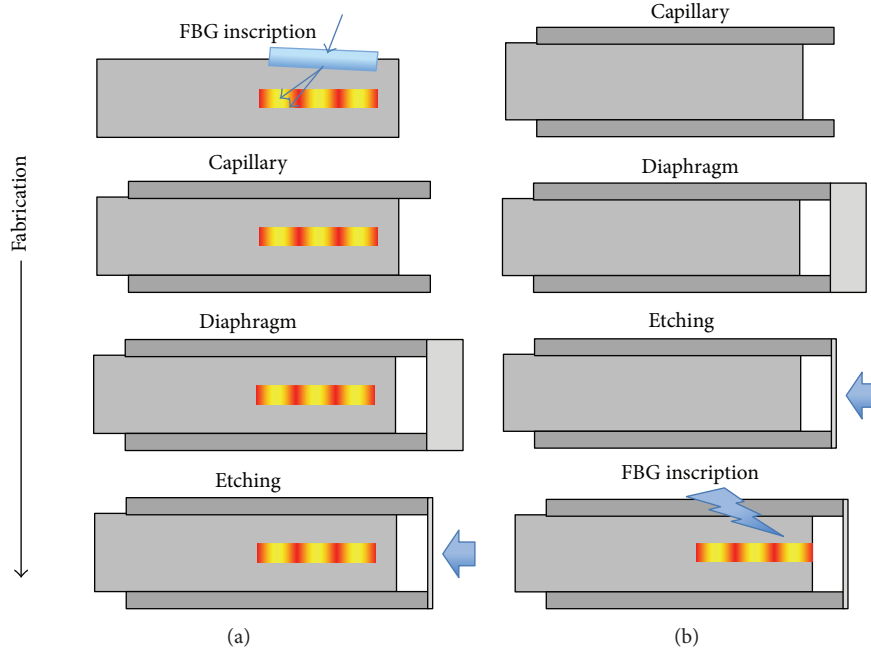 Fabrication
FBG inscription
Capillary
Diaphragm
Etching
(a)
Capillary
Diaphragm
Etching
FBG inscription
(b)